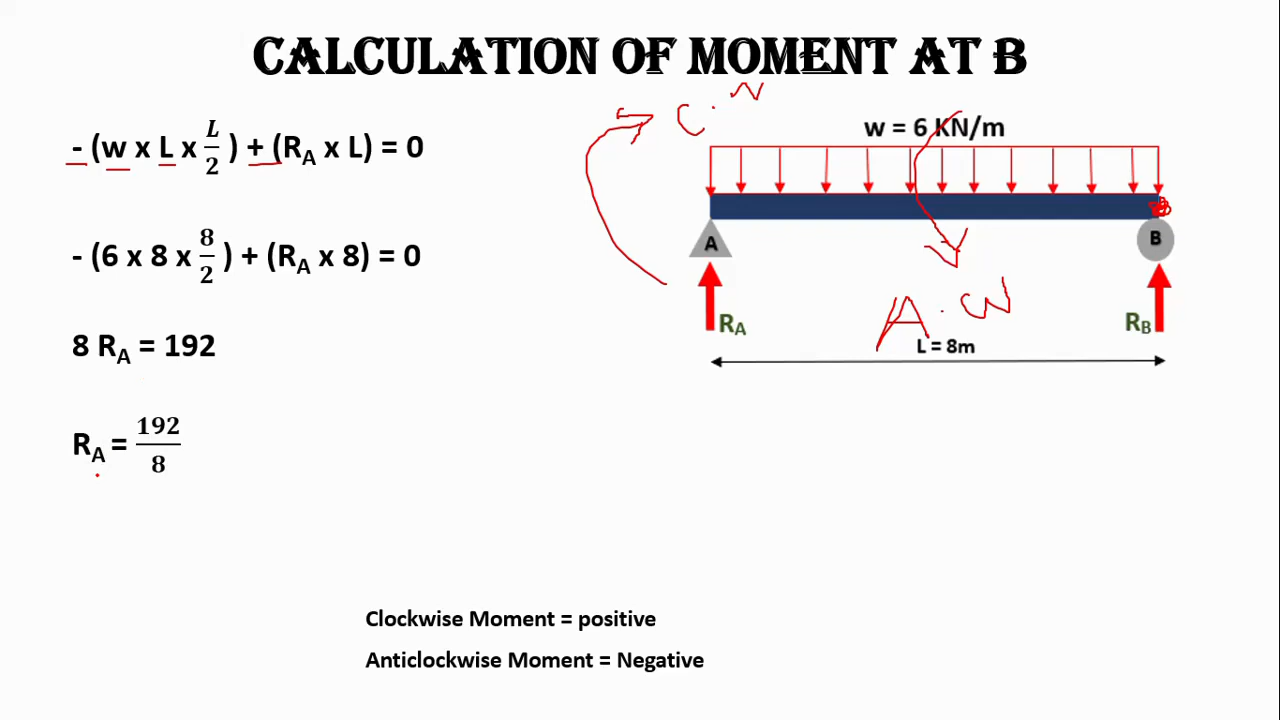 CALCULATION OF MOMENT AT B
- (w x L x L/2 ) + (RA x L) = 0
- (6 x 8 x 8/2 ) + (RA x 8) = 0
8 RA = 192
RA = 192/8
C.W
w = 6 KN/m
A
B
A.W
RA
RB
L = 8m
Clockwise Moment = positive
Anticlockwise Moment = Negative